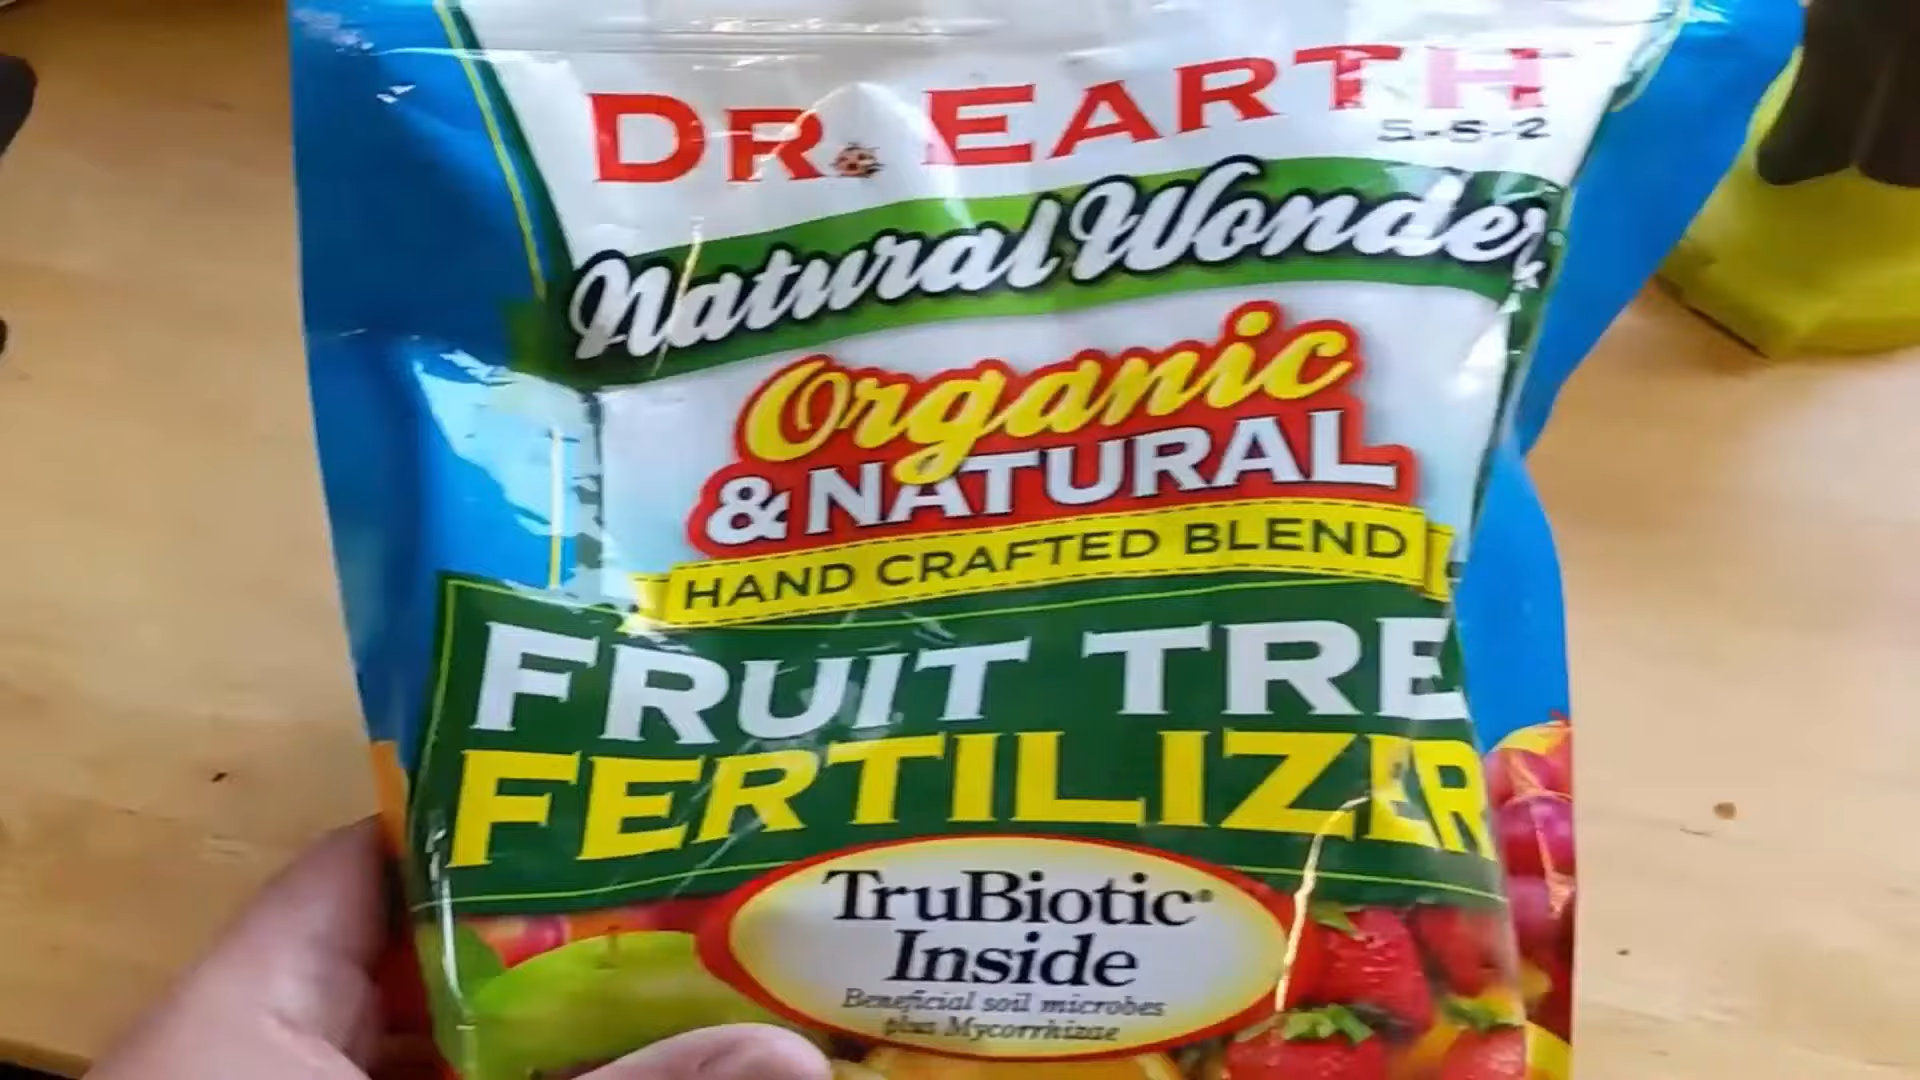 DR. EARTH
5-5-2
Natural Wonder
Organic
& NATURAL
HAND CRAFTED BLEND
FRUIT TRE
FERTILIZER
TruBiotic®
Inside
Beneficial soil microbes
plus Mycorrhizae